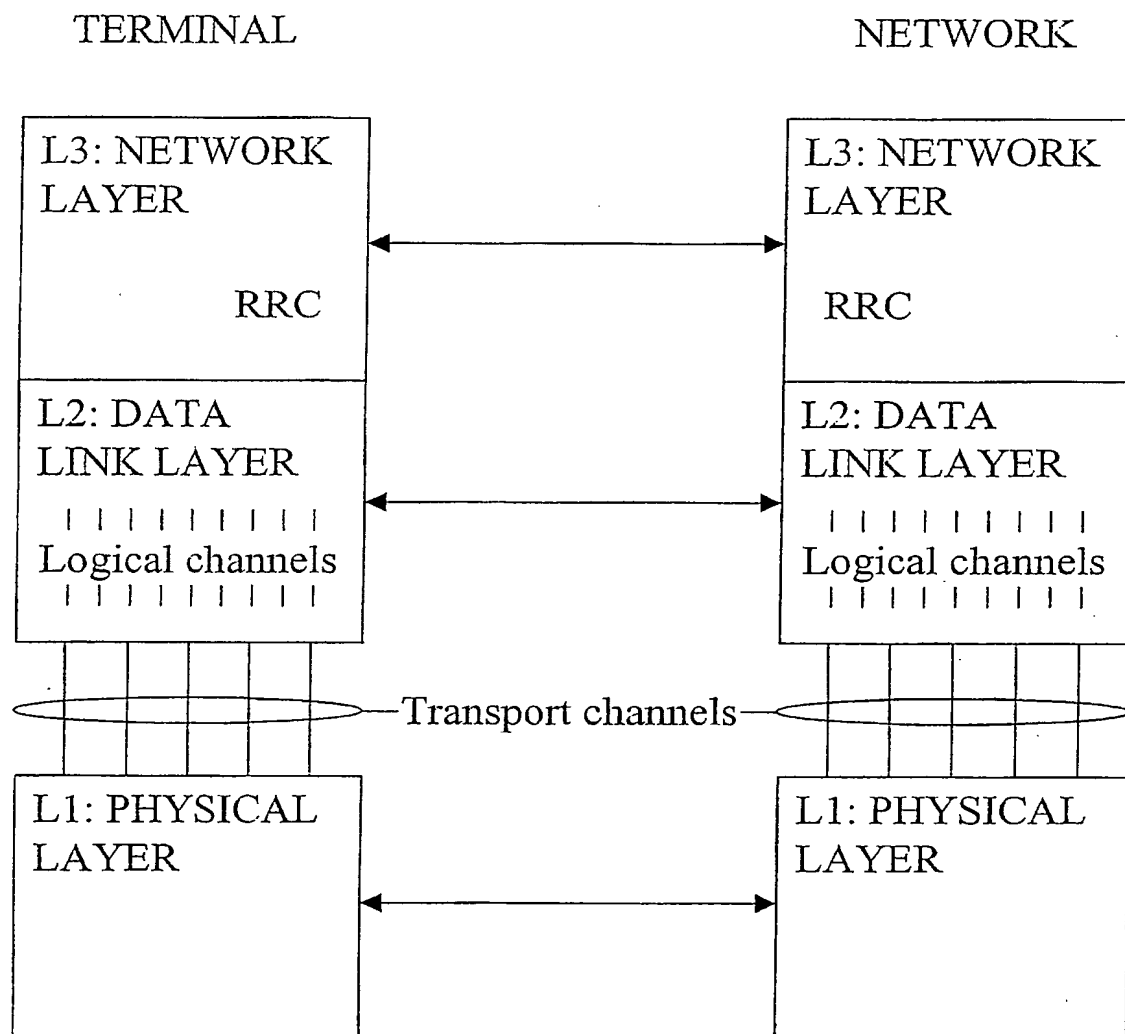 TERMINAL
NETWORK
L3: NETWORK
LAYER
RRC
L3: NETWORK
LAYER
RRC
L2: DATA
LINK LAYER
Logical channels
L2: DATA
LINK LAYER
Logical channels
Transport channels
L1: PHYSICAL
LAYER
L1: PHYSICAL
LAYER